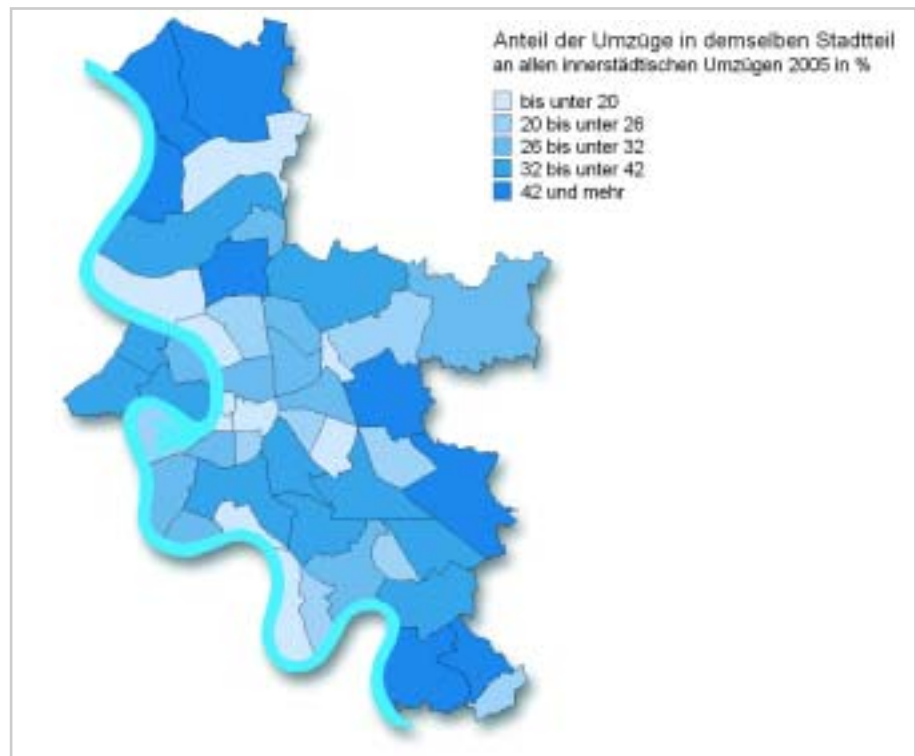 Anteil der Umzüge in demselben Stadtteil
an allen innerstädtischen Umzügen 2005 in %
bis unter 20
20 bis unter 26
26 bis unter 32
32 bis unter 42
42 und mehr